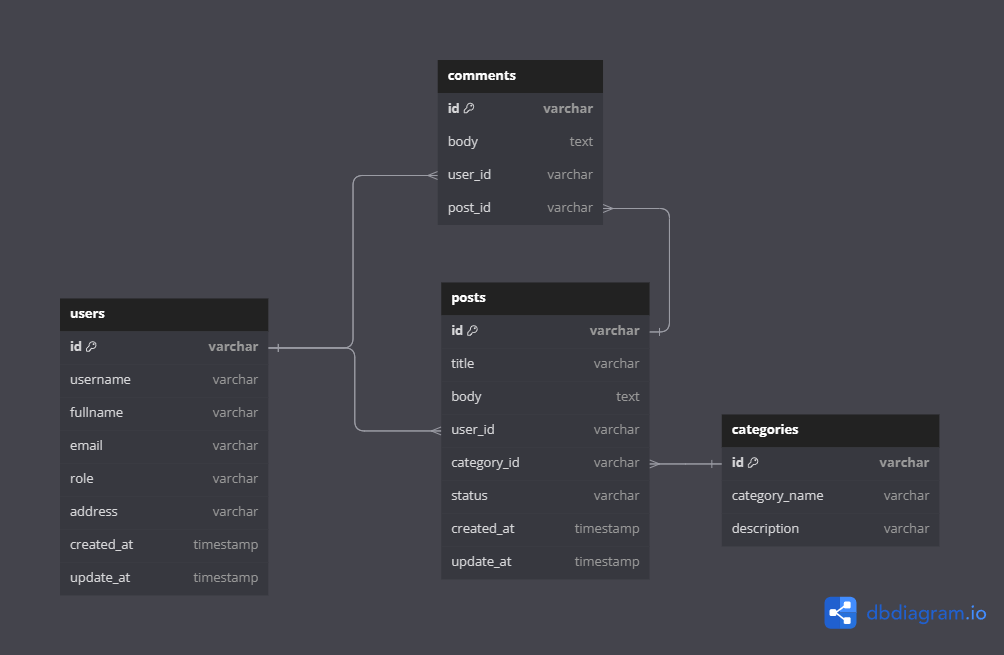 comments
id varchar
body text
user_id varchar
post_id varchar
users
id varchar
username varchar
fullname varchar
email varchar
role varchar
address varchar
created_at timestamp
update_at timestamp
posts
id varchar
title varchar
body text
user_id varchar
category_id varchar
status varchar
created_at timestamp
update_at timestamp
categories
id varchar
category_name varchar
description varchar
dbdiagram.io